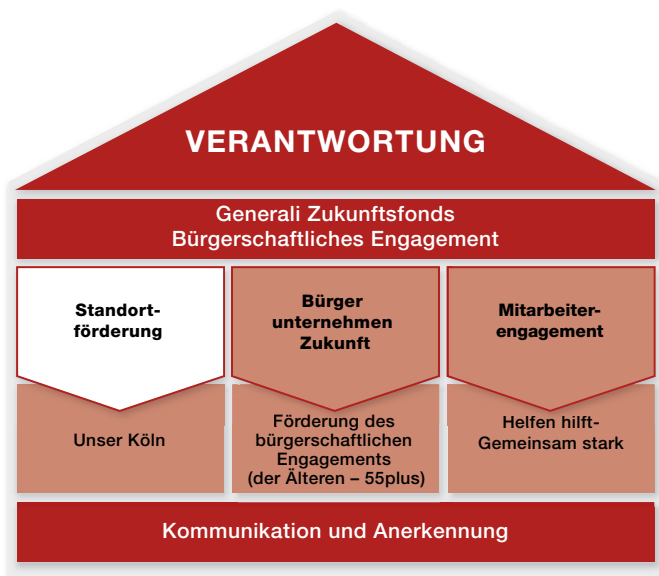 VERANTWORTUNG
Generali Zukunftsfonds
Bürgerschaftliches Engagement
Standort-
förderung
Bürger
unternehmen
Zukunft
Mitarbeiter-
engagement
Unser Köln
Förderung des
bürgerschaftlichen
Engagements
(der Älteren – 55plus)
Helfen hilft-
Gemeinsam stark
Kommunikation und Anerkennung